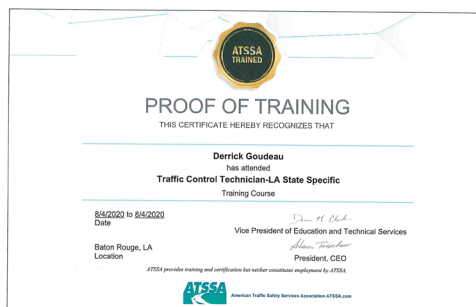 ATSSA
TRAINED
PROOF OF TRAINING
THIS CERTIFICATE HEREBY RECOGNIZES THAT
Derrick Goudeau
has attended
Traffic Control Technician-LA State Specific
Training Course
8/4/2020 to 8/4/2020
Date
Vice President of Education and Technical Services
Baton Rouge, LA
Location
President, CEO
ATSSA provides training and certification but neither constitutes employment by ATSSA.
ATSSA American Traffic Safety Services Association ATSSA.com